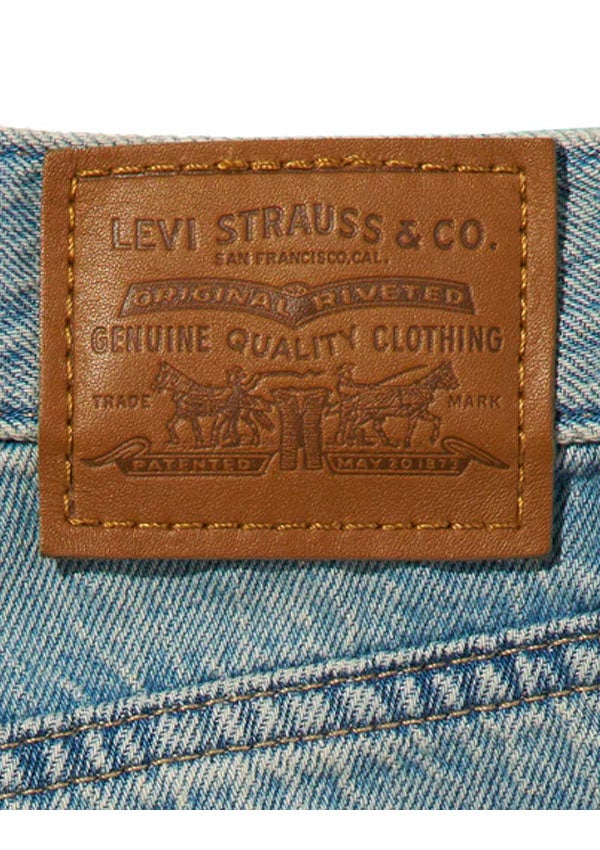 LEVI STRAUSS & CO.
SAN FRANCISCO, CAL.
ORIGINAL RIVETED
GENUINE QUALITY CLOTHING
TRADE MARK
PATENTED MAY 20 1873